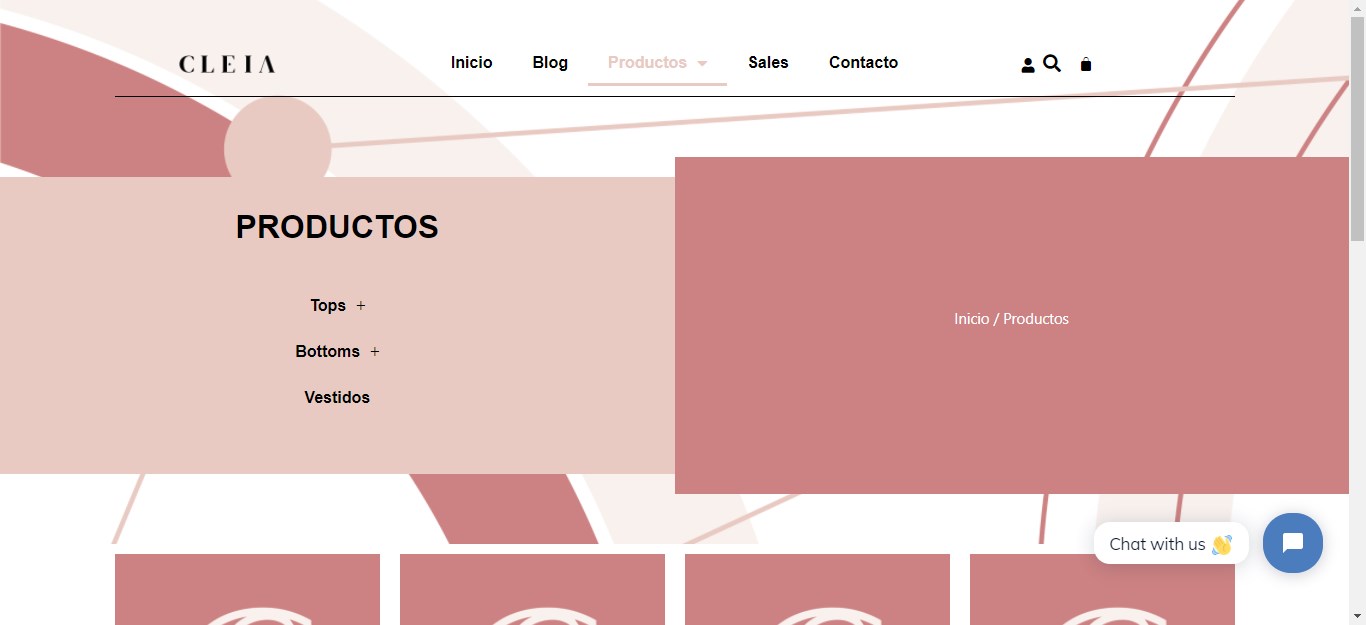 CLEIA
Inicio Blog Productos Sales Contacto
PRODUCTOS
Tops +
Bottoms +
Vestidos
Inicio / Productos
Chat with us 👋